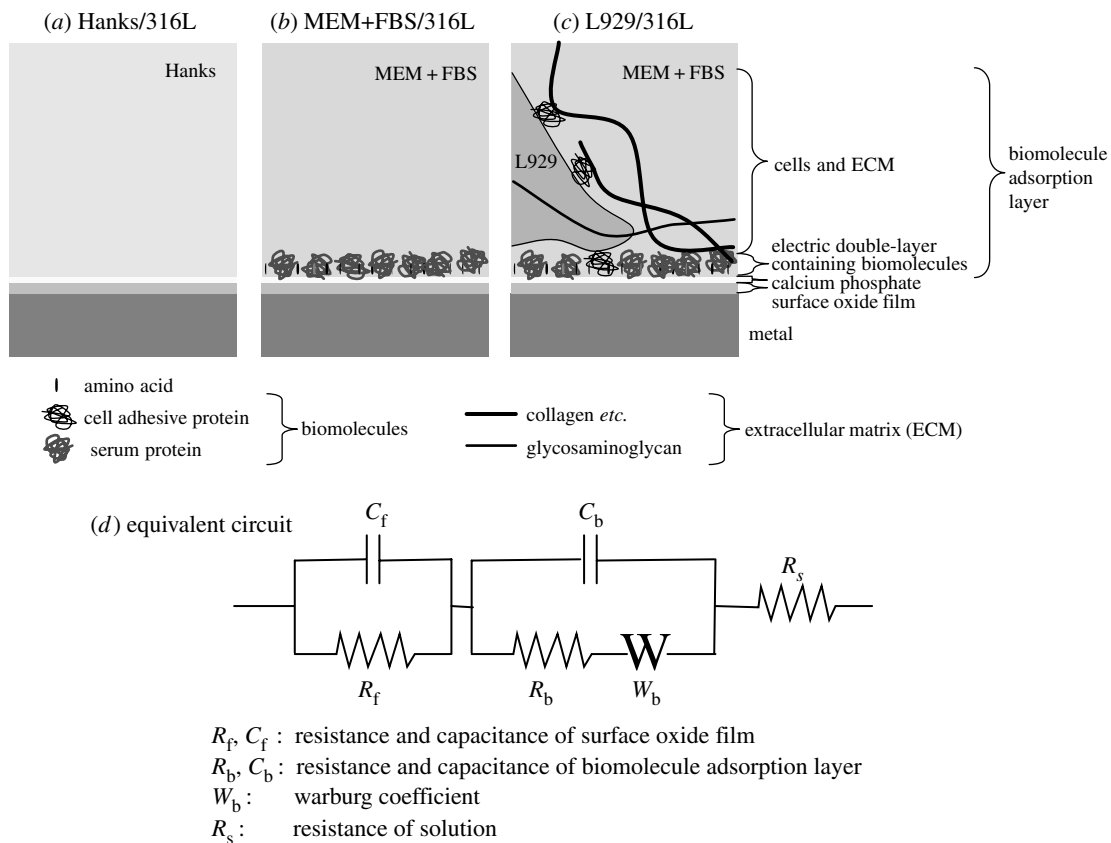 (a) Hanks/316L
(b) MEM+FBS/316L
(c) L929/316L
Hanks
MEM + FBS
MEM + FBS
L929
cells and ECM
biomolecule
adsorption
layer
electric double-layer
containing biomolecules
calcium phosphate
surface oxide film
metal
amino acid
cell adhesive protein
serum protein
biomolecules
collagen etc.
glycosaminoglycan
extracellular matrix (ECM)
(d) equivalent circuit
Cf
Cb
Rs
Rf
Rb
W
Wb
Rf, Cf : resistance and capacitance of surface oxide film
Rb, Cb : resistance and capacitance of biomolecule adsorption layer
Wb : warburg coefficient
Rs : resistance of solution